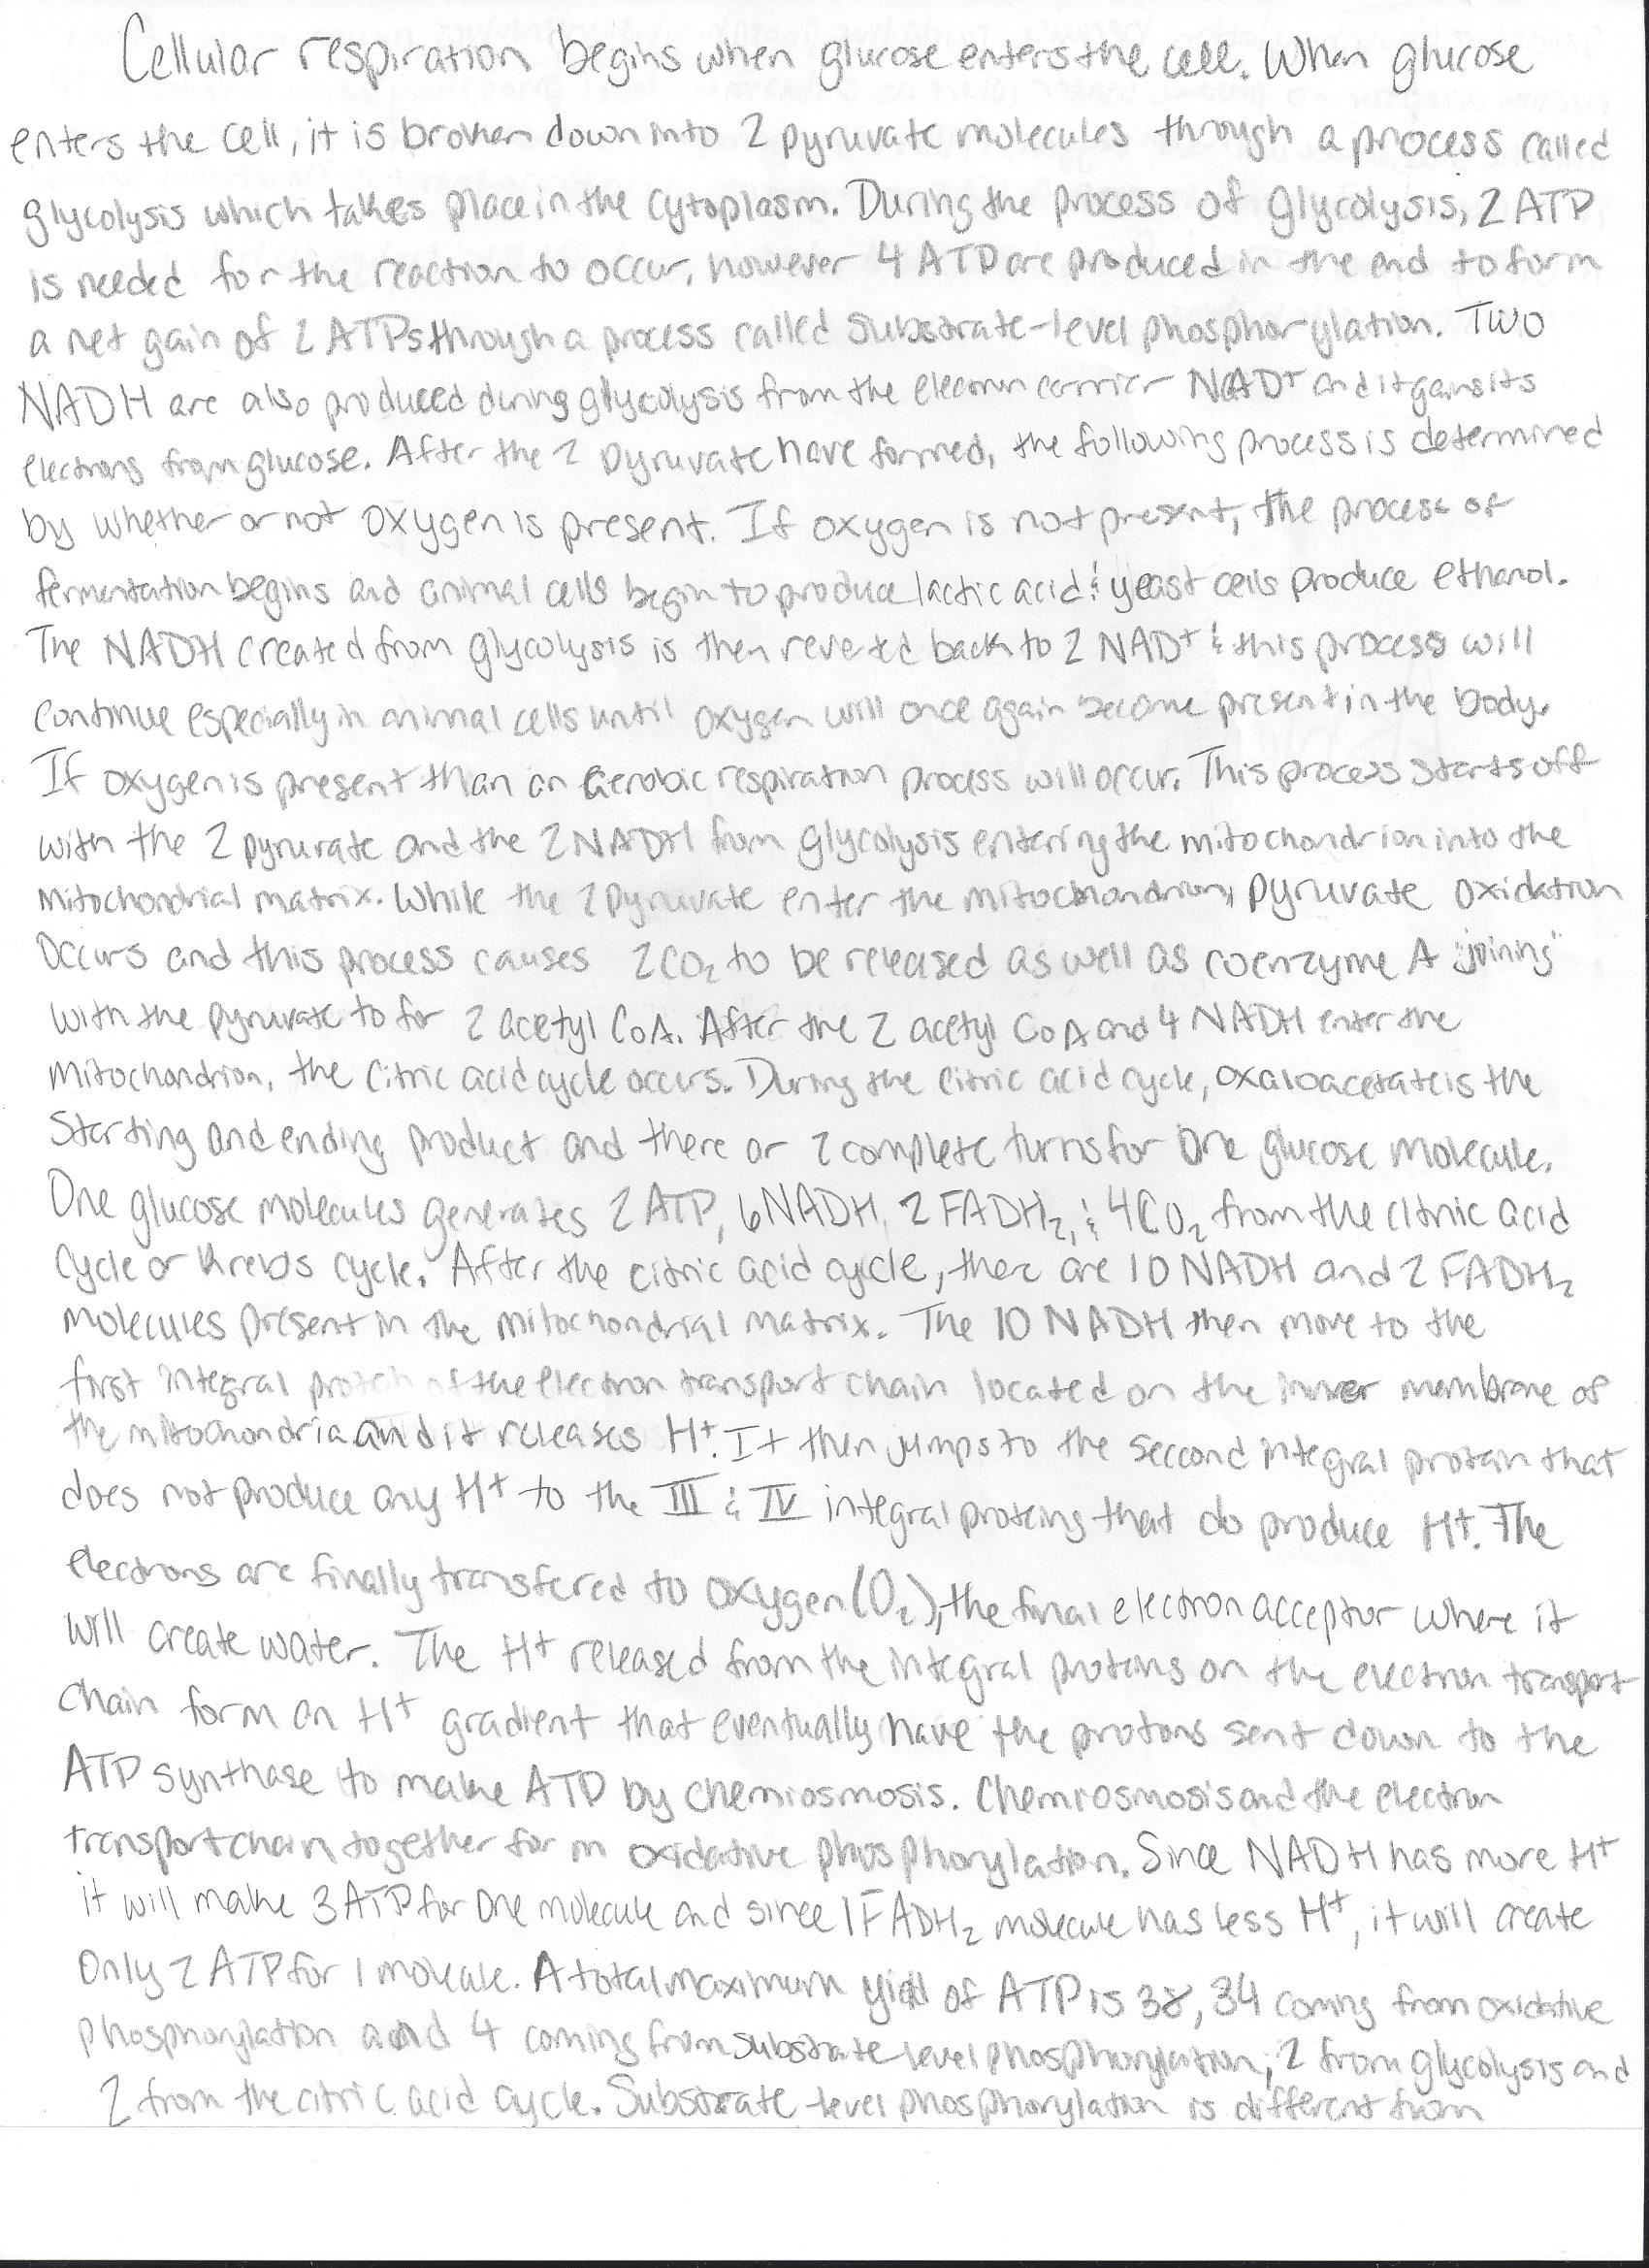 Cellular respiration begins when glucose enters the cell. When glucose
enters the cell, it is broken down into 2 pyruvate molecules through a process called
glycolysis which takes place in the cytoplasm. During the process of glycolysis, 2 ATP
is needed for the reaction to occur, however 4 ATP are produced in the end to form
a net gain of 2 ATPs through a process called substrate-level phosphorylation. Two
NADH are also produced during glycolysis from the electron carrier NAD+ and it gains its
electrons from glucose. After the 2 pyruvate have formed, the following process is determined
by whether or not oxygen is present. If oxygen is not present, the process of
fermentation begins and animal cells begin to produce lactic acid & yeast cells produce ethanol.
The NADH created from glycolysis is then reveted back to 2 NAD+ & this process will
continue especially in animal cells until oxygen will once again become present in the body.
If oxygen is present than an aerobic respiration process will occur. This process starts off
with the 2 pyruvate and the 2 NADH from glycolysis entering the mitochondrion into the
mitochondrial matrix. While the 2 pyruvate enter the mitochondrion, pyruvate oxidation
occurs and this process causes 2 CO₂ to be released as well as coenzyme A "joining"
with the pyruvate to for 2 acetyl CoA. After the 2 acetyl CoA and 4 NADH enter the
mitochondrion, the citric acid cycle occurs. During the citric acid cycle, oxaloacetate is the
starting and ending product and there ar 2 complete turns for one glucose molecule.
One glucose molecules generates 2 ATP, 6 NADH, 2 FADH₂, & 4CO₂ from the citric acid
cycle or Krebs cycle. After the citric acid cycle, there are 10 NADH and 2 FADH₂
molecules present in the mitochondrial matrix. The 10 NADH then move to the
first integral protein of the electron transport chain located on the inner membrane of
the mitochondria and it releases H+. It then jumps to the second integral protein that
does not produce any H+ to the III & IV integral proteins that do produce H+. The
electrons are finally transfered to oxygen (O₂), the final electron acceptor where it
will create water. The H+ released from the integral protens on the electron transport
chain form an H+ gradient that eventually have the protons sent down to the
ATP synthase to make ATP by chemiosmosis. Chemiosmosis and the electron
transport chain together form oxidative phosphorylation. Since NADH has more H+
it will make 3 ATP for one molecule and since 1 FADH₂ molecule has less H+, it will create
only 2 ATP for 1 molecule. A total maximum yield of ATP is 38, 34 coming from oxidative
phosphorylation and 4 coming from substrate level phosphorylation; 2 from glycolysis and
2 from the citric acid cycle. Substrate-level phosphorylation is different from